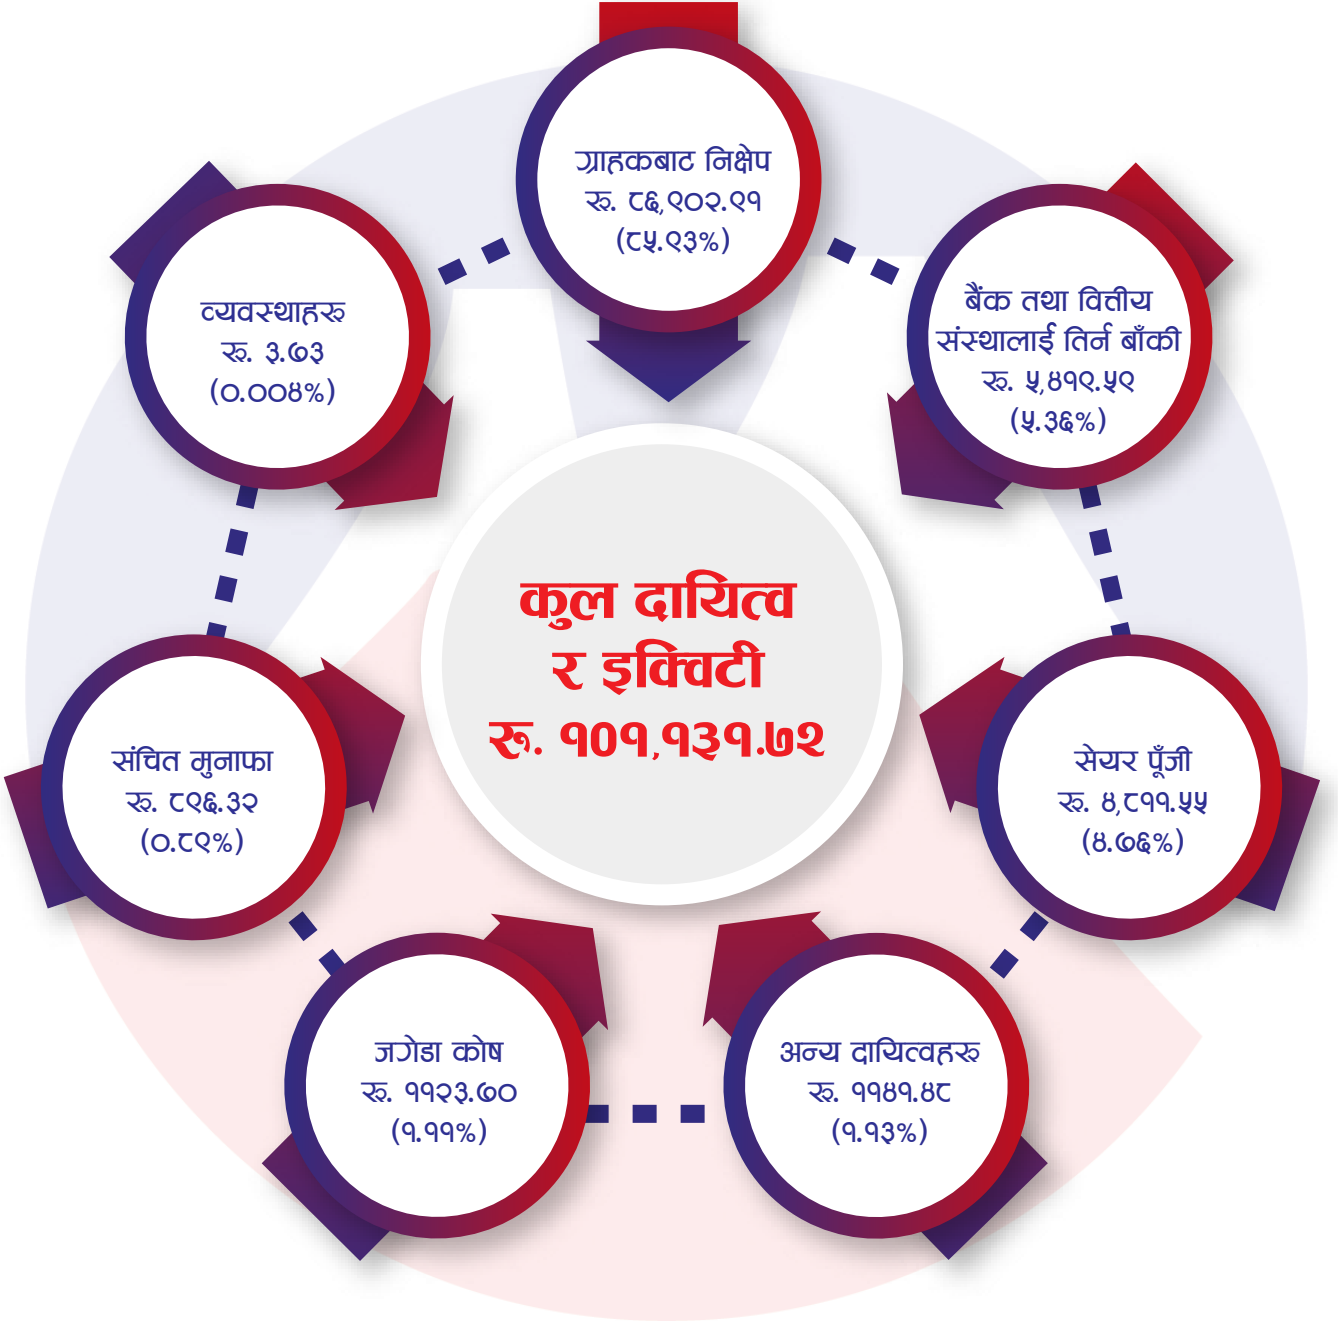 ग्राहकबाट निक्षेप
रू. ८६,९०२.९१
(८५.९३%)
बैंक तथा वित्तीय
संस्थालाई तिर्न बाँकी
रू. ५,४१९.५९
(५.३६%)
सेयर पूँजी
रू. ४,८११.५५
(४.७६%)
अन्य दायित्वहरू
रू. ११४१.४८
(१.१३%)
जगेडा कोष
रू. ११२३.७०
(१.११%)
संचित मुनाफा
रू. ८९६.३२
(०.८९%)
व्यवस्थाहरू
रू. ३.७३
(०.००४%)
कुल दायित्व
र इक्विटी
रू. १०१,१३१.७२